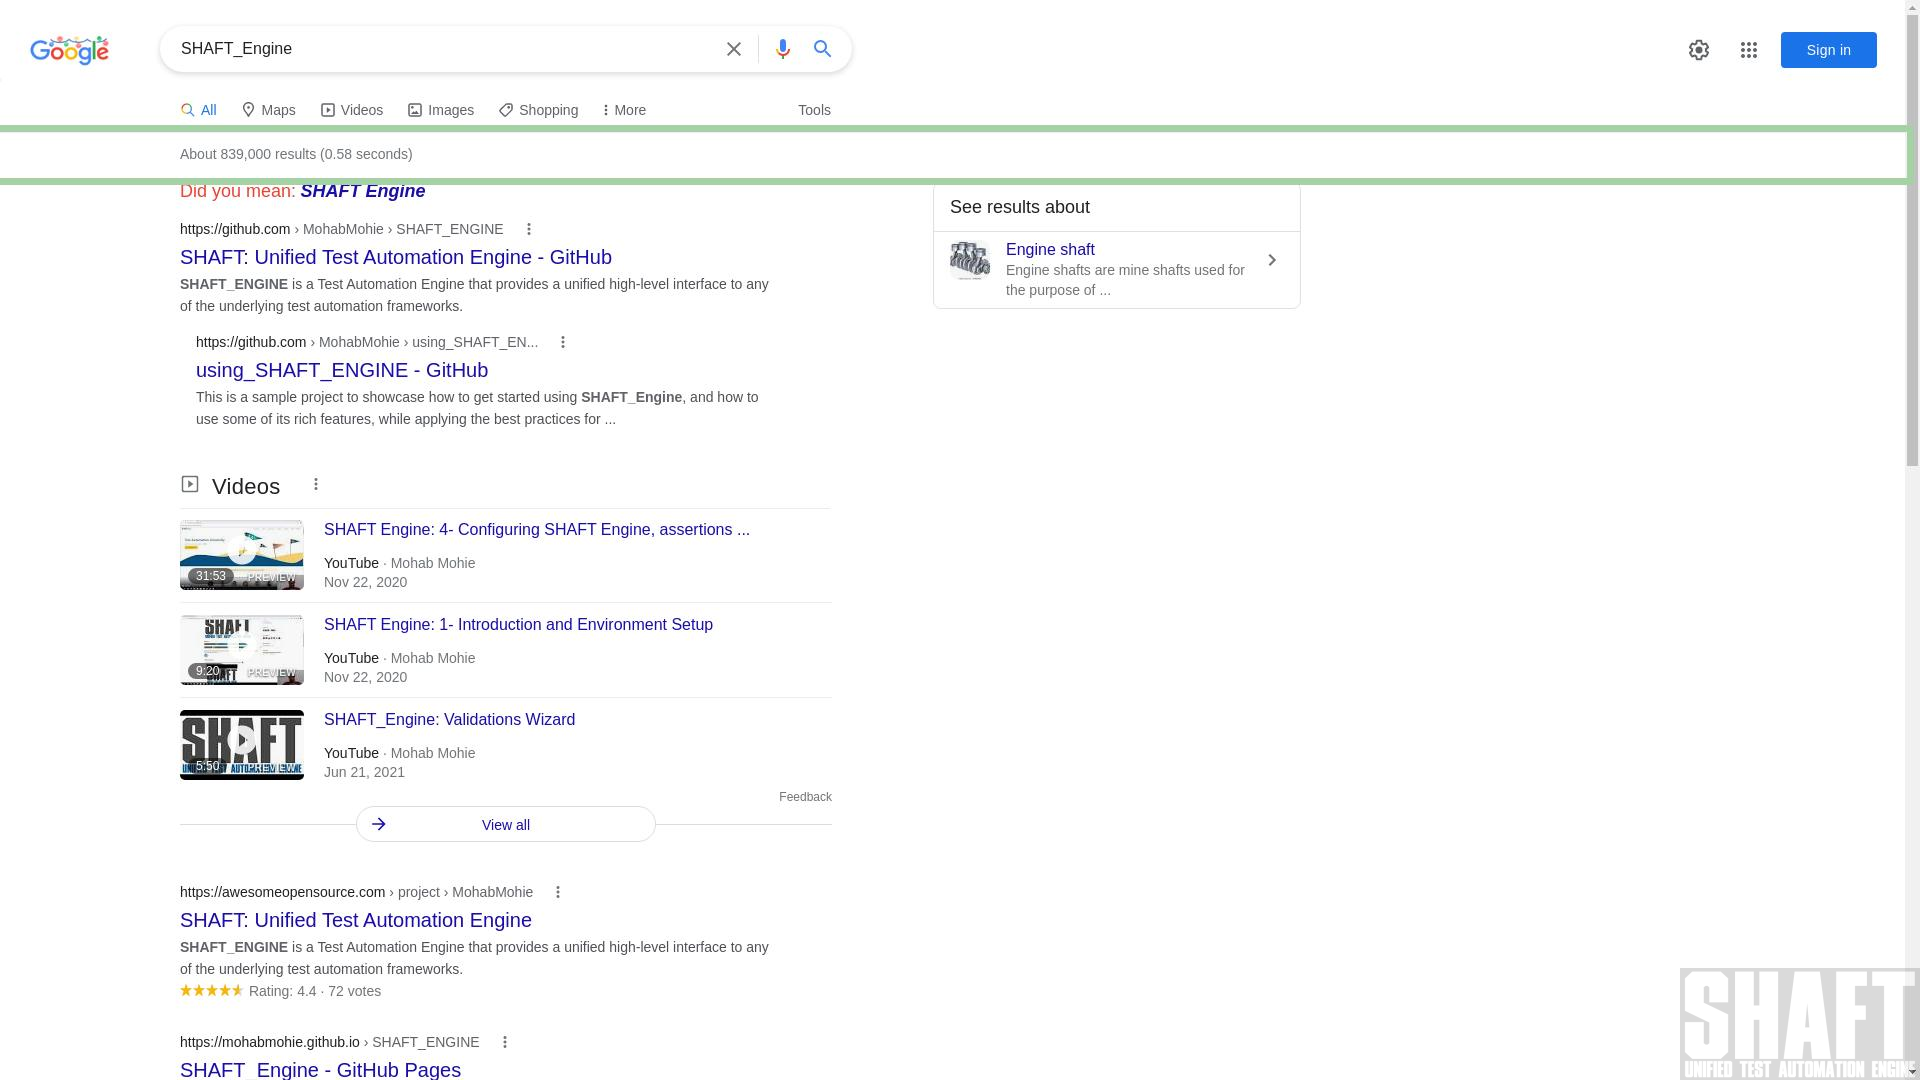 Google
SHAFT_Engine
Sign in
All
Maps
Videos
Images
Shopping
More
Tools
About 839,000 results (0.58 seconds)
Did you mean: SHAFT Engine
https://github.com › MohabMohie › SHAFT_ENGINE
SHAFT: Unified Test Automation Engine - GitHub
SHAFT_ENGINE is a Test Automation Engine that provides a unified high-level interface to any
of the underlying test automation frameworks.
https://github.com › MohabMohie › using_SHAFT_EN...
using_SHAFT_ENGINE - GitHub
This is a sample project to showcase how to get started using SHAFT_Engine, and how to
use some of its rich features, while applying the best practices for ...
See results about
Engine shaft
Engine shafts are mine shafts used for
the purpose of ...
Videos
SHAFT Engine: 4- Configuring SHAFT Engine, assertions ...
YouTube · Mohab Mohie
Nov 22, 2020
31:53
PREVIEW
SHAFT Engine: 1- Introduction and Environment Setup
YouTube · Mohab Mohie
Nov 22, 2020
SHAFT
9:20
PREVIEW
SHAFT
SHAFT_Engine: Validations Wizard
YouTube · Mohab Mohie
Jun 21, 2021
SHAFT
5:50
PREVIEW
UNIFIED TEST AUTOMATION ENGINE
Feedback
View all
https://awesomeopensource.com › project › MohabMohie
SHAFT: Unified Test Automation Engine
SHAFT_ENGINE is a Test Automation Engine that provides a unified high-level interface to any
of the underlying test automation frameworks.
Rating: 4.4 · 72 votes
https://mohabmohie.github.io › SHAFT_ENGINE
SHAFT_Engine - GitHub Pages
SHAFT
UNIFIED TEST AUTOMATION ENGINE